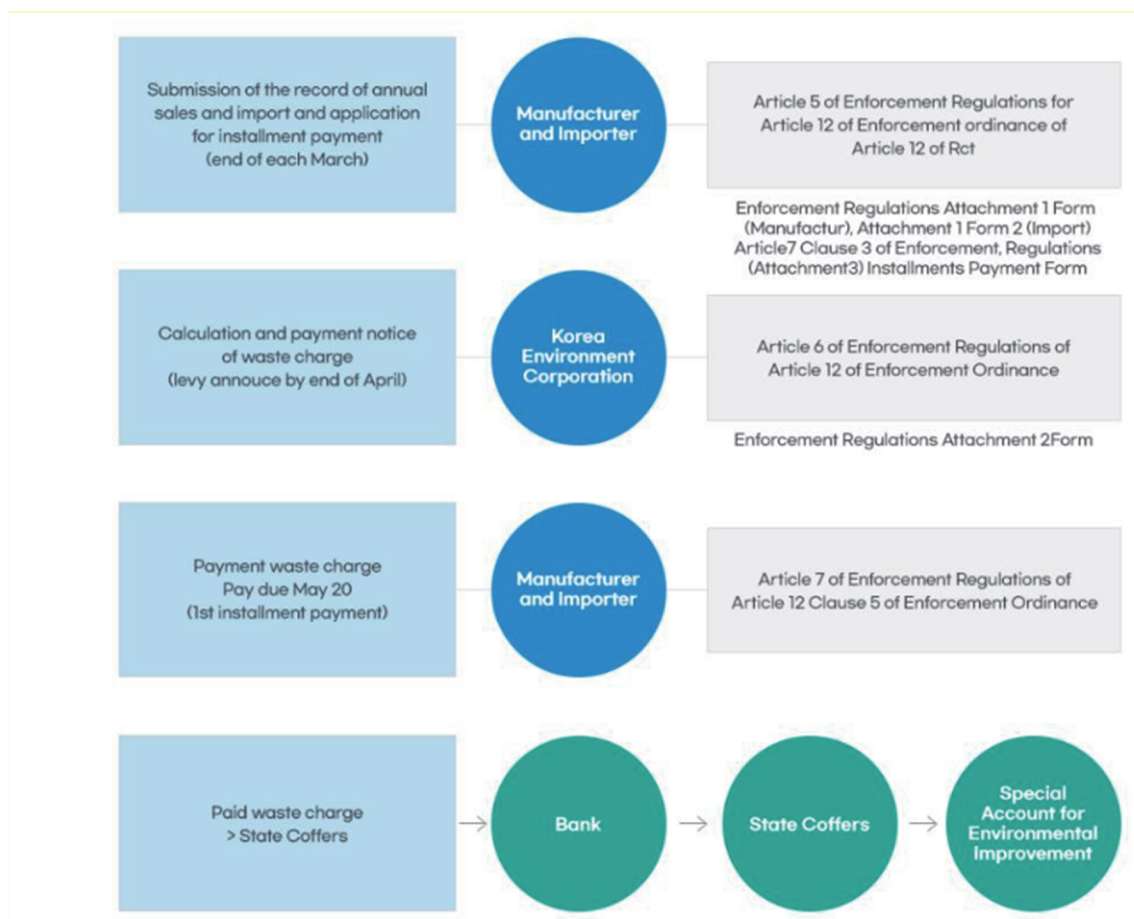 Submission of the record of annual
sales and import and application
for installment payment
(end of each March)
Manufacturer
and Importer
Article 5 of Enforcement Regulations for
Article 12 of Enforcement ordinance of
Article 12 of Rct
Enforcement Regulations Attachment 1 Form
(Manufactur), Attachment 1 Form 2 (Import)
Article7 Clause 3 of Enforcement, Regulations
(Attachment3) Installments Payment Form
Calculation and payment notice
of waste charge
(levy annouce by end of April)
Korea
Environment
Corporation
Article 6 of Enforcement Regulations of
Article 12 of Enforcement Ordinance
Enforcement Regulations Attachment 2Form
Payment waste charge
Pay due May 20
(1st installment payment)
Manufacturer
and Importer
Article 7 of Enforcement Regulations of
Article 12 Clause 5 of Enforcement Ordinance
Paid waste charge
> State Coffers
Bank
State Coffers
Special
Account for
Environmental
Improvement